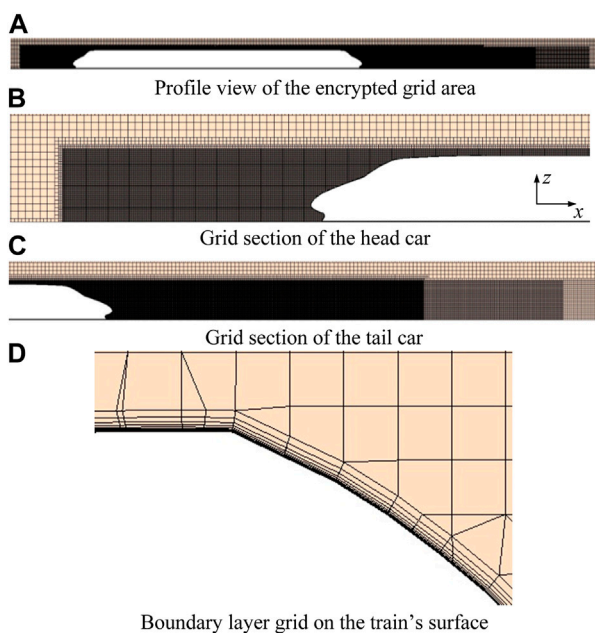 A
Profile view of the encrypted grid area
B
z
x
Grid section of the head car
C
Grid section of the tail car
D
Boundary layer grid on the train's surface